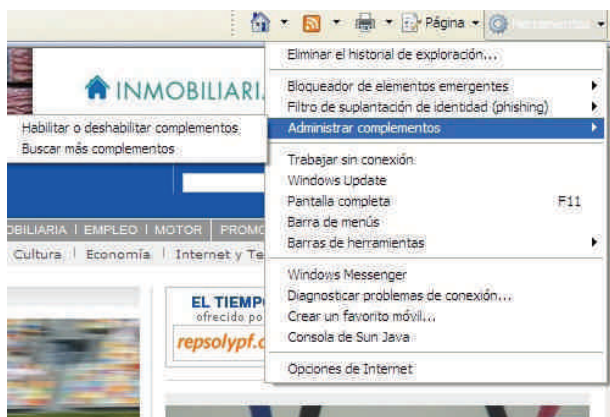 Página
Eliminar el historial de exploración...
INMOBILIARI
Bloqueador de elementos emergentes
Filtro de suplantación de identidad (phishing)
Habilitar o deshabilitar complementos
Administrar complementos
Buscar más complementos
Trabajar sin conexión
Windows Update
Pantalla completa F11
Barra de menús
OBILIARIA | EMPLEO | MOTOR | PROMO
Barras de herramientas
Cultura | Economía | Internet y Te
Windows Messenger
EL TIEMP
Diagnosticar problemas de conexión...
ofrecido po
Crear un favorito móvil...
repsolypf.c
Consola de Sun Java
Opciones de Internet